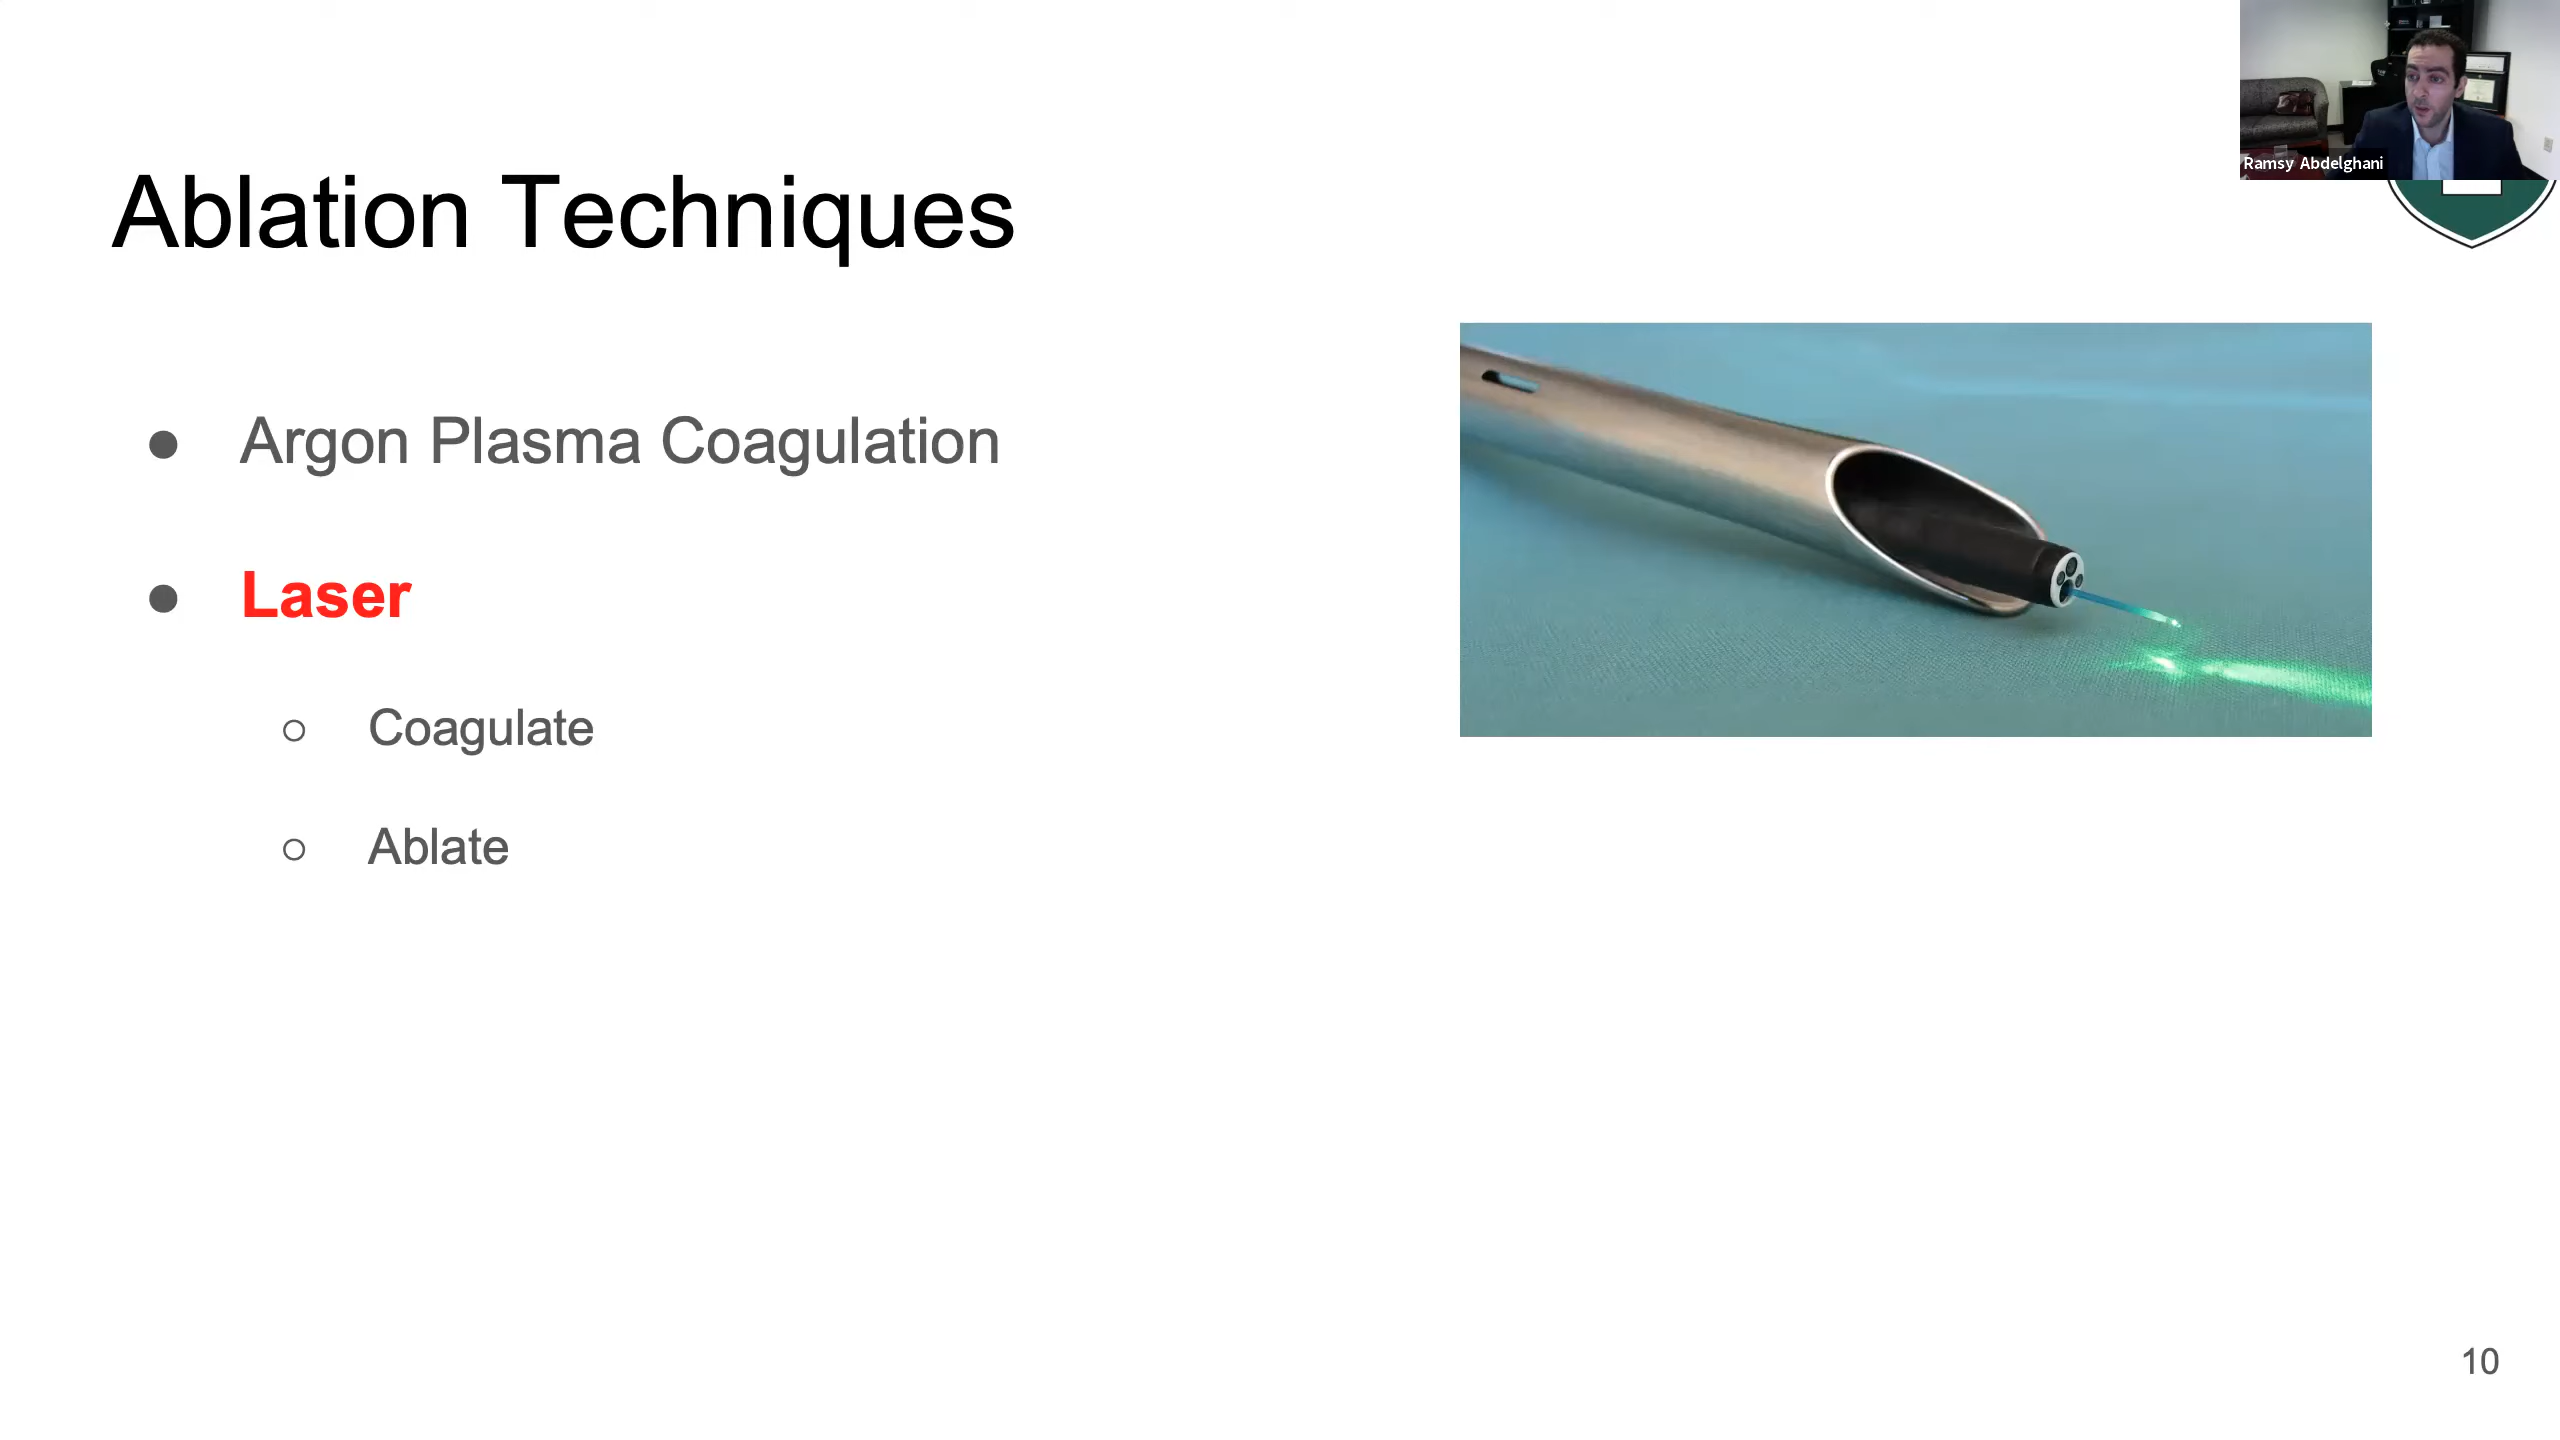 Ramsy Abdelghani
Ablation Techniques
Argon Plasma Coagulation
Laser
Coagulate
Ablate
10